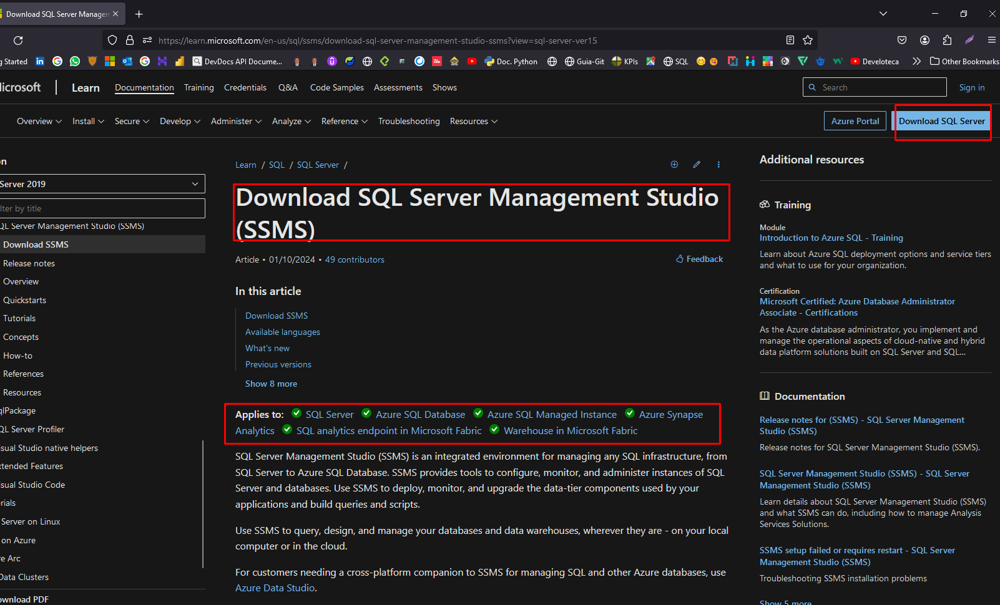 Download SQL Server Managem
https://learn.microsoft.com/en-us/sql/ssms/download-sql-server-management-studio-ssms?view=sql-server-ver15
g Started
DevDocs API Docume...
Doc. Python
Guia-Git
KPIs
SQL
Develoteca
Other Bookmarks
icrosoft
Learn
Documentation
Training
Credentials
Q&A
Code Samples
Assessments
Shows
Search
Sign in
Overview
Install
Secure
Develop
Administer
Analyze
Reference
Troubleshooting
Resources
Azure Portal
Download SQL Server
on
Server 2019
lter by title
QL Server Management Studio (SSMS)
Download SSMS
Release notes
Overview
Quickstarts
Tutorials
Concepts
How-to
References
Resources
qlPackage
QL Server Profiler
isual Studio native helpers
xtended Features
isual Studio Code
rials
Server on Linux
on Azure
e Arc
Data Clusters
ownload PDF
Learn / SQL / SQL Server /
Download SQL Server Management Studio
(SSMS)
Article • 01/10/2024 • 49 contributors
Feedback
In this article
Download SSMS
Available languages
What's new
Previous versions
Show 8 more
Applies to: SQL Server Azure SQL Database Azure SQL Managed Instance Azure Synapse
Analytics SQL analytics endpoint in Microsoft Fabric Warehouse in Microsoft Fabric
SQL Server Management Studio (SSMS) is an integrated environment for managing any SQL infrastructure, from
SQL Server to Azure SQL Database. SSMS provides tools to configure, monitor, and administer instances of SQL
Server and databases. Use SSMS to deploy, monitor, and upgrade the data-tier components used by your
applications and build queries and scripts.
Use SSMS to query, design, and manage your databases and data warehouses, wherever they are - on your local
computer or in the cloud.
For customers needing a cross-platform companion to SSMS for managing SQL and other Azure databases, use
Azure Data Studio.
Additional resources
Training
Module
Introduction to Azure SQL - Training
Learn about Azure SQL deployment options and service tiers
and what to use for your organization.
Certification
Microsoft Certified: Azure Database Administrator
Associate - Certifications
As the Azure database administrator, you implement and
manage the operational aspects of cloud-native and hybrid
data platform solutions built on SQL Server and SQL...
Documentation
Release notes for (SSMS) - SQL Server Management
Studio (SSMS)
Release notes for SQL Server Management Studio (SSMS).
SQL Server Management Studio (SSMS) - SQL Server
Management Studio (SSMS)
Learn details about SQL Server Management Studio (SSMS)
and what SSMS can do, including how to manage Analysis
Services Solutions.
SSMS setup failed or requires restart - SQL Server
Management Studio (SSMS)
Troubleshooting SSMS installation problems
Show 5 more